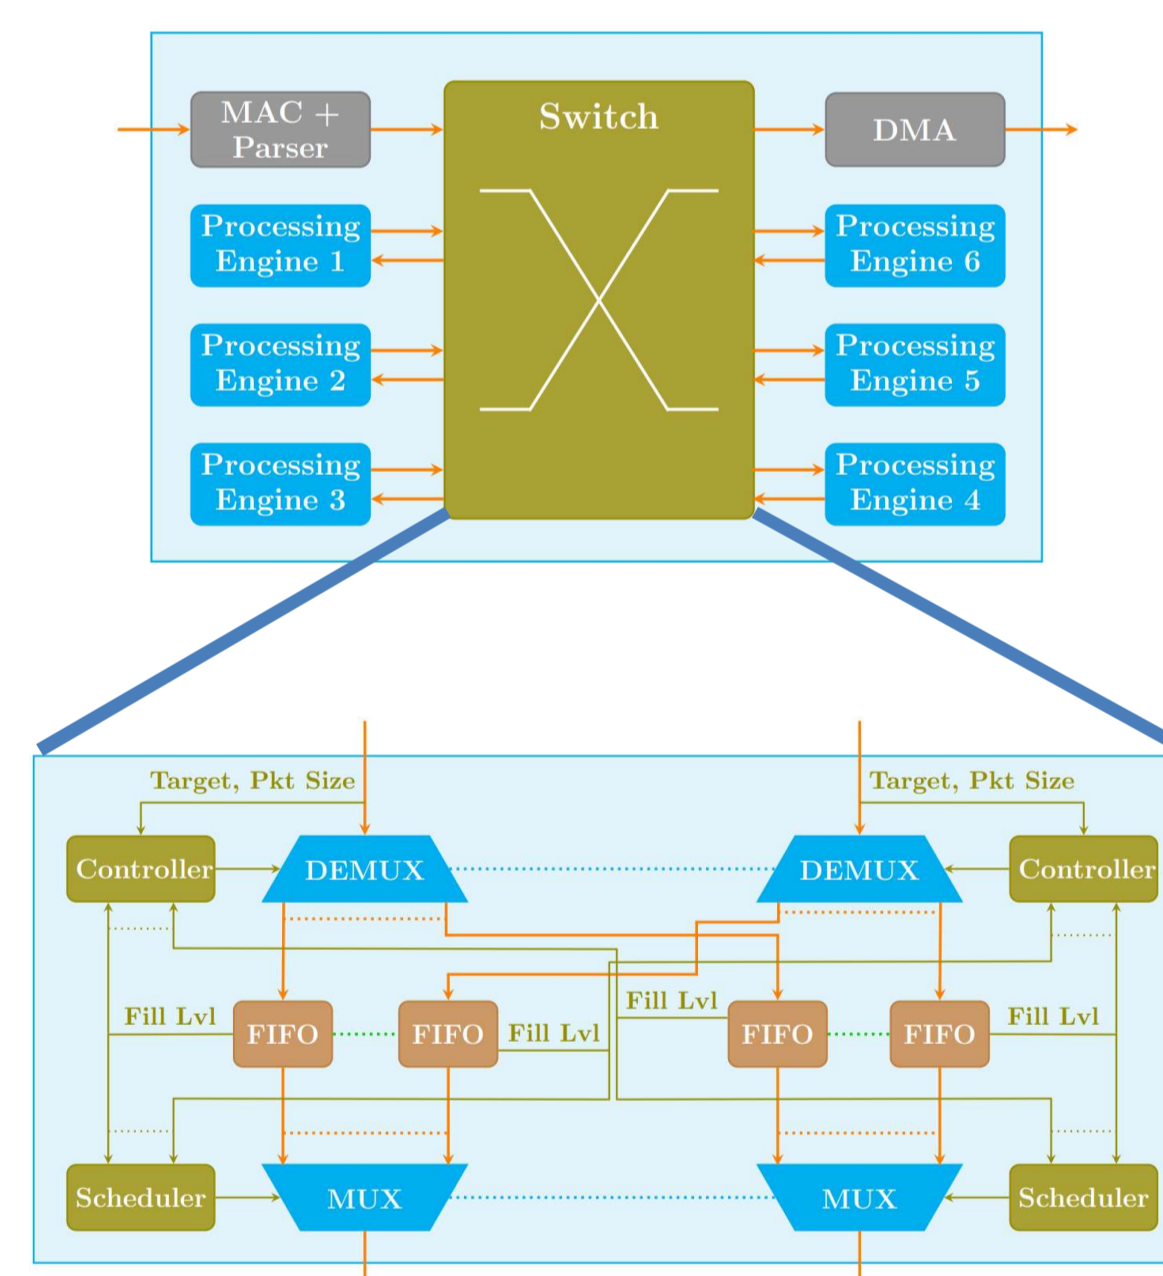 MAC +
Parser
Switch
DMA
Processing
Engine 1
Processing
Engine 6
Processing
Engine 2
Processing
Engine 5
Processing
Engine 3
Processing
Engine 4
Target, Pkt Size
Target, Pkt Size
Controller
DEMUX
DEMUX
Controller
Fill Lvl
FIFO
FIFO
Fill Lvl
Fill Lvl
FIFO
FIFO
Fill Lvl
Scheduler
MUX
MUX
Scheduler